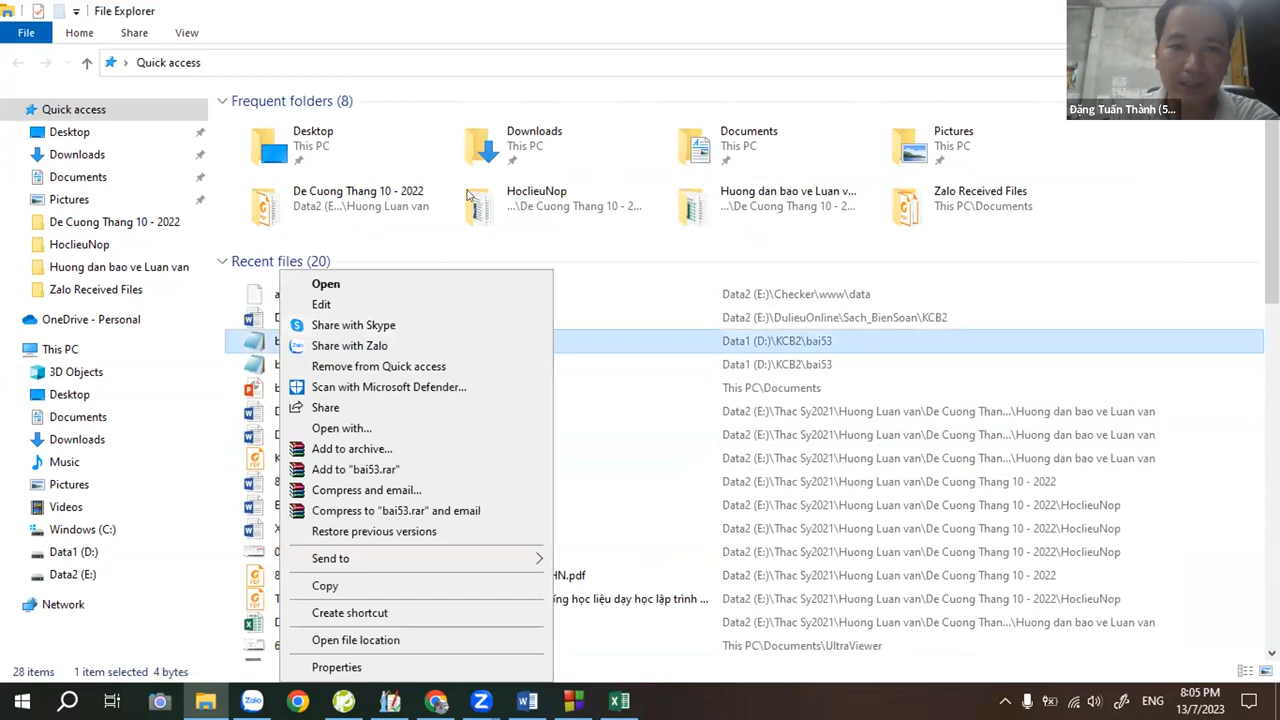 File Explorer
File Home Share View
Quick access
Đặng Tuấn Thành (5...
Quick access
Desktop
Downloads
Documents
Pictures
De Cuong Thang 10 - 2022
HoclieuNop
Huong dan bao ve Luan van
Zalo Received Files
OneDrive - Personal
This PC
3D Objects
Desktop
Documents
Downloads
Music
Pictures
Videos
Windows (C:)
Data1 (D:)
Data2 (E:)
Network
Frequent folders (8)
Desktop
This PC
Downloads
This PC
Documents
This PC
Pictures
This PC
De Cuong Thang 10 - 2022
Data2 (E...\Huong Luan van
HoclieuNop
...\De Cuong Thang 10 - 2...
Huong dan bao ve Luan v...
...\De Cuong Thang 10 - 2...
Zalo Received Files
This PC\Documents
Recent files (20)
Open
Edit
Share with Skype
Share with Zalo
Remove from Quick access
Scan with Microsoft Defender...
Share
Open with...
Add to archive...
Add to "bai53.rar"
Compress and email...
Compress to "bai53.rar" and email
Restore previous versions
Send to
Copy
Create shortcut
Open file location
Properties
Data2 (E:)\Checker\www\data
Data2 (E:)\DulieuOnline\Sach_BienSoan\KCB2
Data1 (D:)\KCB2\bai53
Data1 (D:)\KCB2\bai53
This PC\Documents
Data2 (E:)\Thac Sy2021\Huong Luan van\De Cuong Than...\Huong dan bao ve Luan van
Data2 (E:)\Thac Sy2021\Huong Luan van\De Cuong Than...\Huong dan bao ve Luan van
Data2 (E:)\Thac Sy2021\Huong Luan van\De Cuong Than...\Huong dan bao ve Luan van
Data2 (E:)\Thac Sy2021\Huong Luan van\De Cuong Thang 10 - 2022
Data2 (E:)\Thac Sy2021\Huong Luan van\De Cuong Thang 10 - 2022\HoclieuNop
Data2 (E:)\Thac Sy2021\Huong Luan van\De Cuong Thang 10 - 2022\HoclieuNop
Data2 (E:)\Thac Sy2021\Huong Luan van\De Cuong Thang 10 - 2022\HoclieuNop
HN.pdf Data2 (E:)\Thac Sy2021\Huong Luan van\De Cuong Thang 10 - 2022
ống học liệu dạy học lập trình ... Data2 (E:)\Thac Sy2021\Huong Luan van\De Cuong Thang 10 - 2022\HoclieuNop
Data2 (E:)\Thac Sy2021\Huong Luan van\De Cuong Thang 10 - 2022\HoclieuNop
This PC\Documents\UltraViewer
28 items 1 item selected 4 bytes
ENG
8:05 PM
13/7/2023